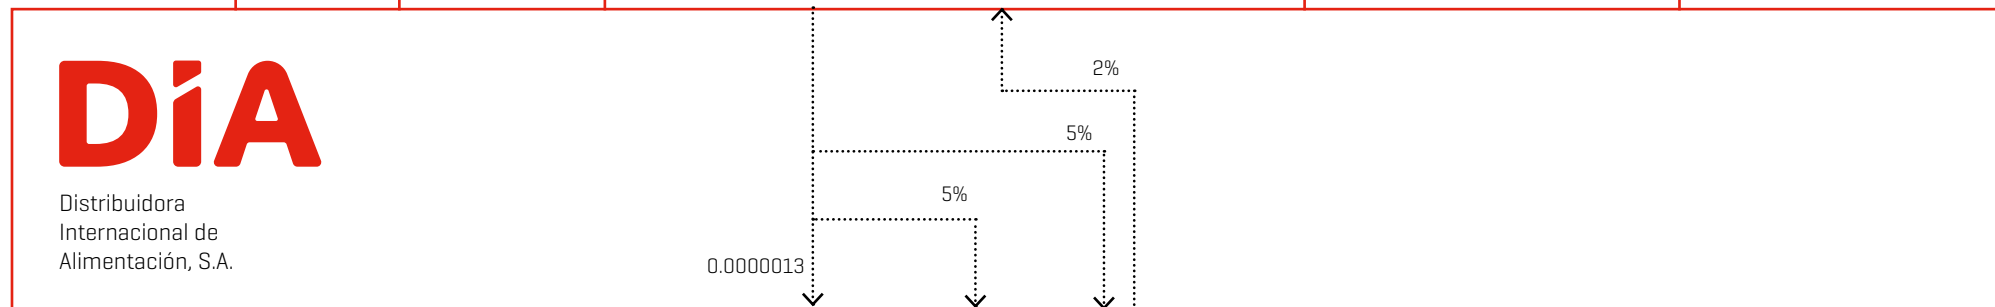 DiA
Distribuidora
Internacional de
Alimentación, S.A.
2%
5%
5%
0.0000013